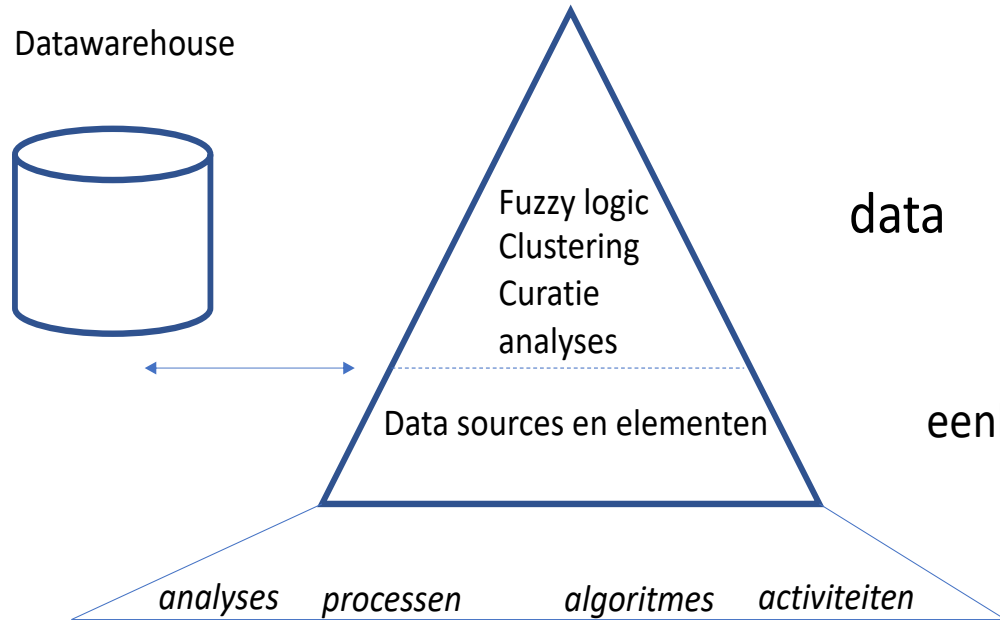 Datawarehouse
Fuzzy logic
Clustering
Curatie
analyses
data
Data sources en elementen
een
analyses processen algoritmes activiteiten